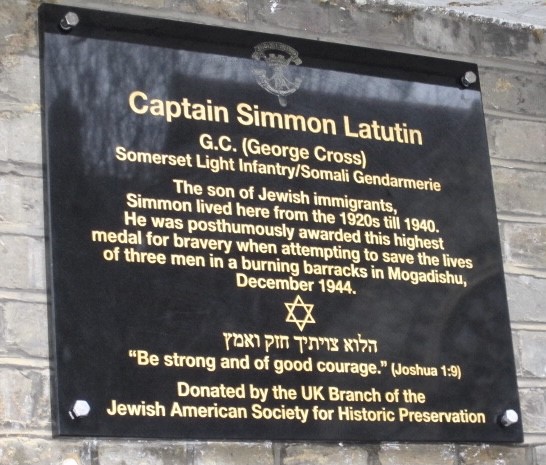 Captain Simmon Latutin
G.C. (George Cross)
Somerset Light Infantry/Somali Gendarmerie
The son of Jewish immigrants,
Simmon lived here from the 1920s till 1940.
He was posthumously awarded this highest
medal for bravery when attempting to save the lives
of three men in a burning barracks in Mogadishu,
December 1944.
הלוא צויתיך חזק ואמץ
“Be strong and of good courage.” (Joshua 1:9)
Donated by the UK Branch of the
Jewish American Society for Historic Preservation